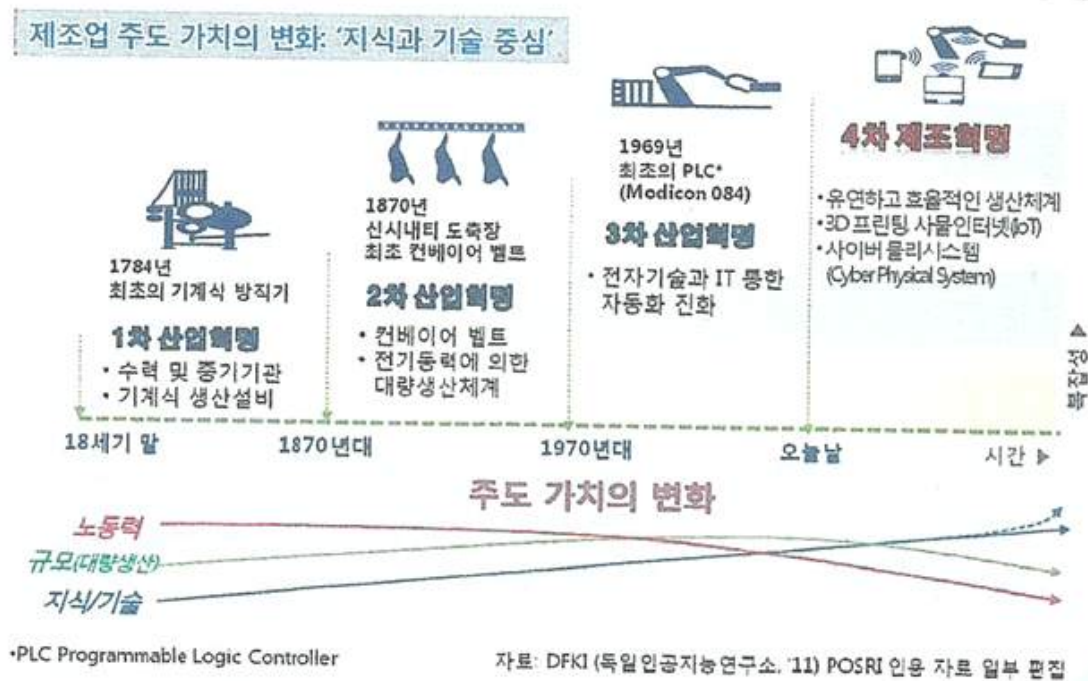 제조업 주도 가치의 변화: '지식과 기술 중심'
1784년
최초의 기계식 방직기
1차 산업혁명
• 수력 및 증기기관
• 기계식 생산설비
1870년
신시내티 도축장
최초 컨베이어 벨트
2차 산업혁명
• 컨베이어 벨트
• 전기동력에 의한
대량생산체계
1969년
최초의 PLC*
(Modicon 084)
3차 산업혁명
• 전자기술과 IT 통한
자동화 진화
4차 제조혁명
•유연하고 효율적인 생산체계
•3D 프린팅 사물인터넷(IoT)
•사이버 물리시스템
(Cyber Physical System)
복잡성
18세기 말
1870년대
1970년대
오늘날
시간
주도 가치의 변화
노동력
규모(대량생산)
지식/기술
•PLC Programmable Logic Controller
자료: DFKI (독일인공지능연구소, '11) POSRI 인용 자료 일부 편집